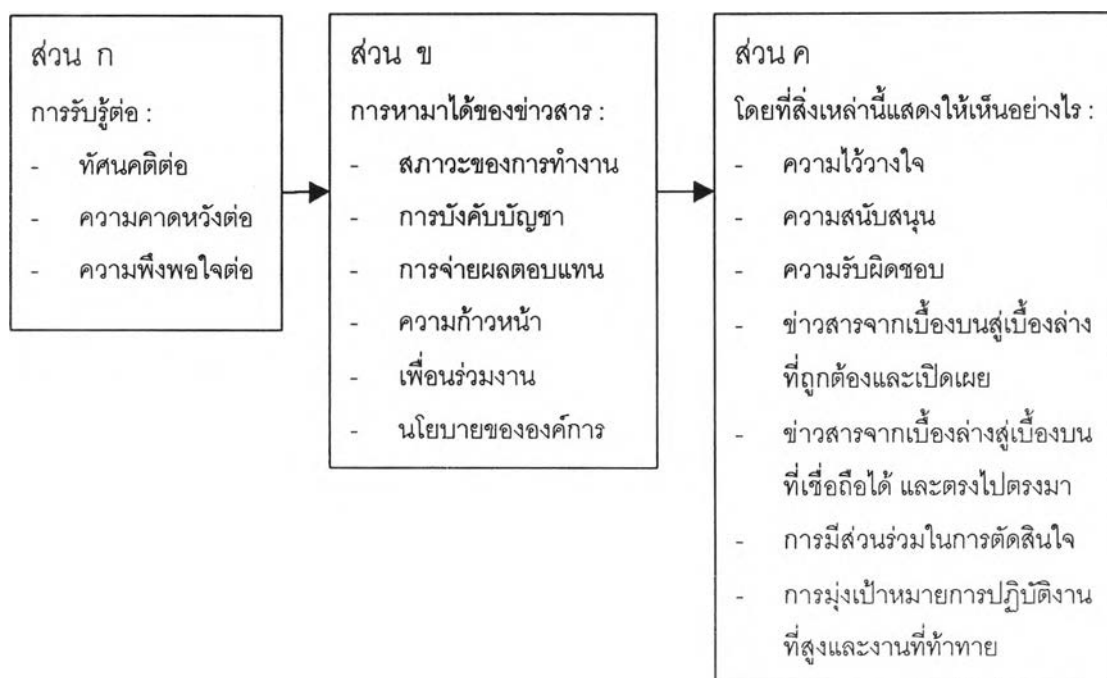 ส่วน ก
การรับรู้ต่อ :
- ทัศนคติต่อ
- ความคาดหวังต่อ
- ความพึงพอใจต่อ
ส่วน ข
การหามาได้ของข่าวสาร :
- สภาวะของการทำงาน
- การบังคับบัญชา
- การจ่ายผลตอบแทน
- ความก้าวหน้า
- เพื่อนร่วมงาน
- นโยบายขององค์การ
ส่วน ค
โดยที่สิ่งเหล่านี้แสดงให้เห็นอย่างไร :
- ความไว้วางใจ
- ความสนับสนุน
- ความรับผิดชอบ
- ข่าวสารจากเบื้องบนสู่เบื้องล่าง
ที่ถูกต้องและเปิดเผย
- ข่าวสารจากเบื้องล่างสู่เบื้องบน
ที่เชื่อถือได้ และตรงไปตรงมา
- การมีส่วนร่วมในการตัดสินใจ
- การมุ่งเป้าหมายการปฏิบัติงาน
ที่สูงและงานที่ท้าทาย